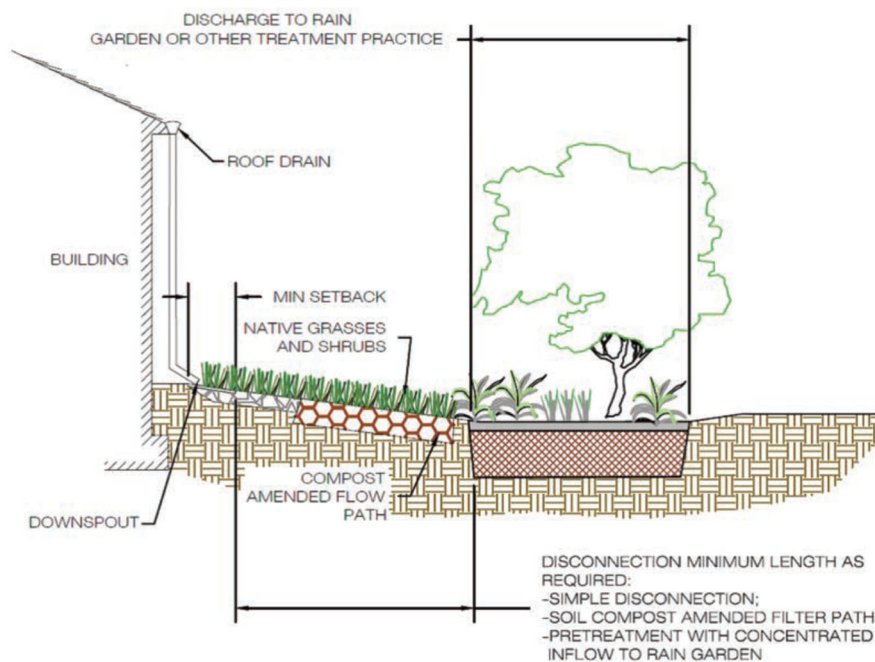 DISCHARGE TO RAIN
GARDEN OR OTHER TREATMENT PRACTICE
ROOF DRAIN
BUILDING
MIN SETBACK
NATIVE GRASSES
AND SHRUBS
COMPOST
AMENDED FLOW
PATH
DOWNSPOUT
DISCONNECTION MINIMUM LENGTH AS
REQUIRED:
-SIMPLE DISCONNECTION;
-SOIL COMPOST AMENDED FILTER PATH
-PRETREATMENT WITH CONCENTRATED
INFLOW TO RAIN GARDEN